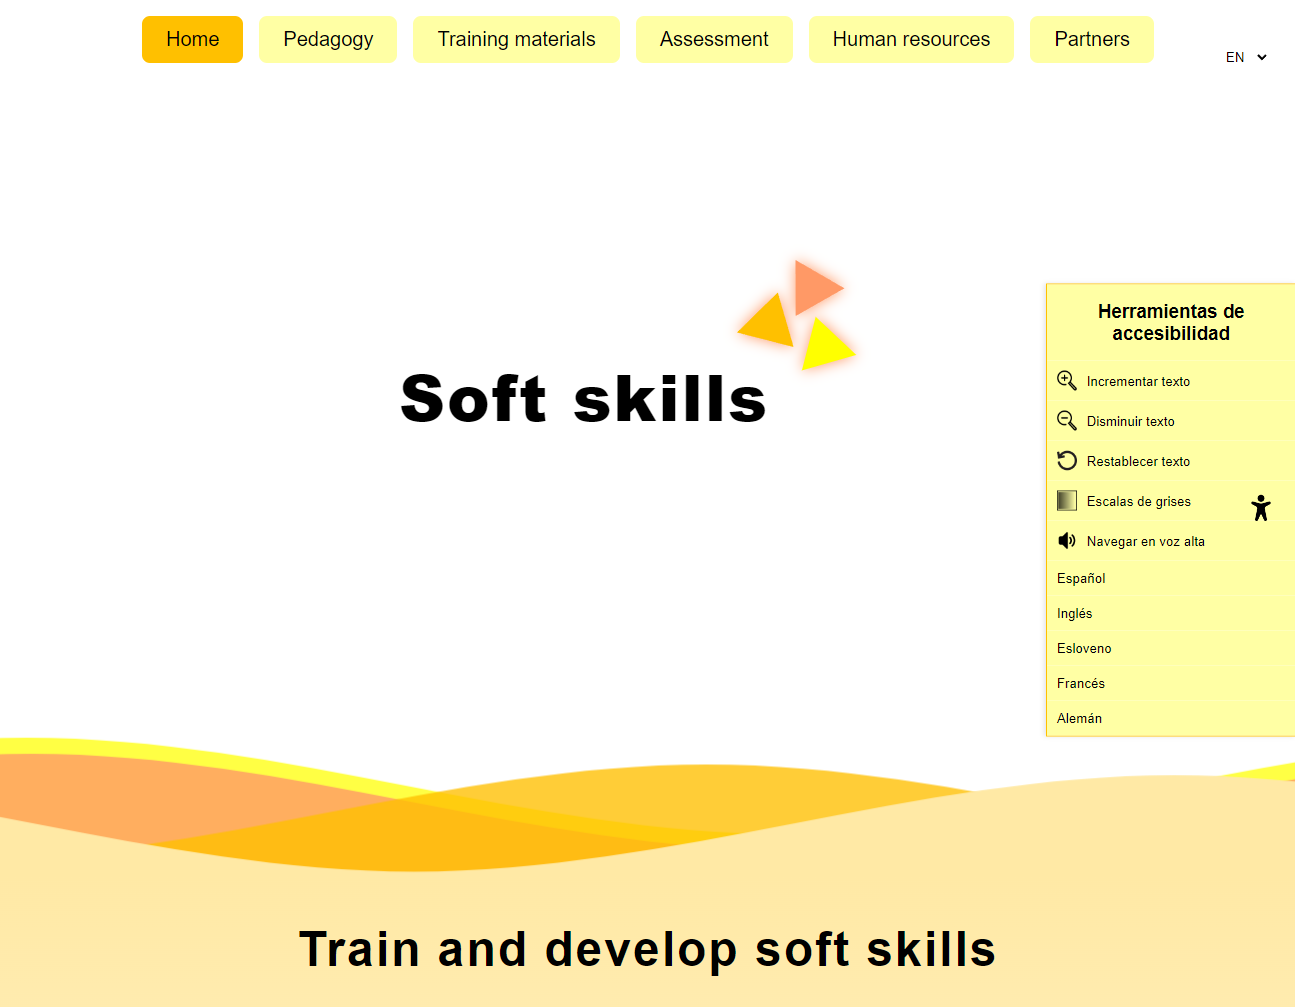 Home
Pedagogy
Training materials
Assessment
Human resources
Partners
EN
Soft skills
Herramientas de
accesibilidad
Incrementar texto
Disminuir texto
Restablecer texto
Escalas de grises
Navegar en voz alta
Español
Inglés
Esloveno
Francés
Alemán
Train and develop soft skills